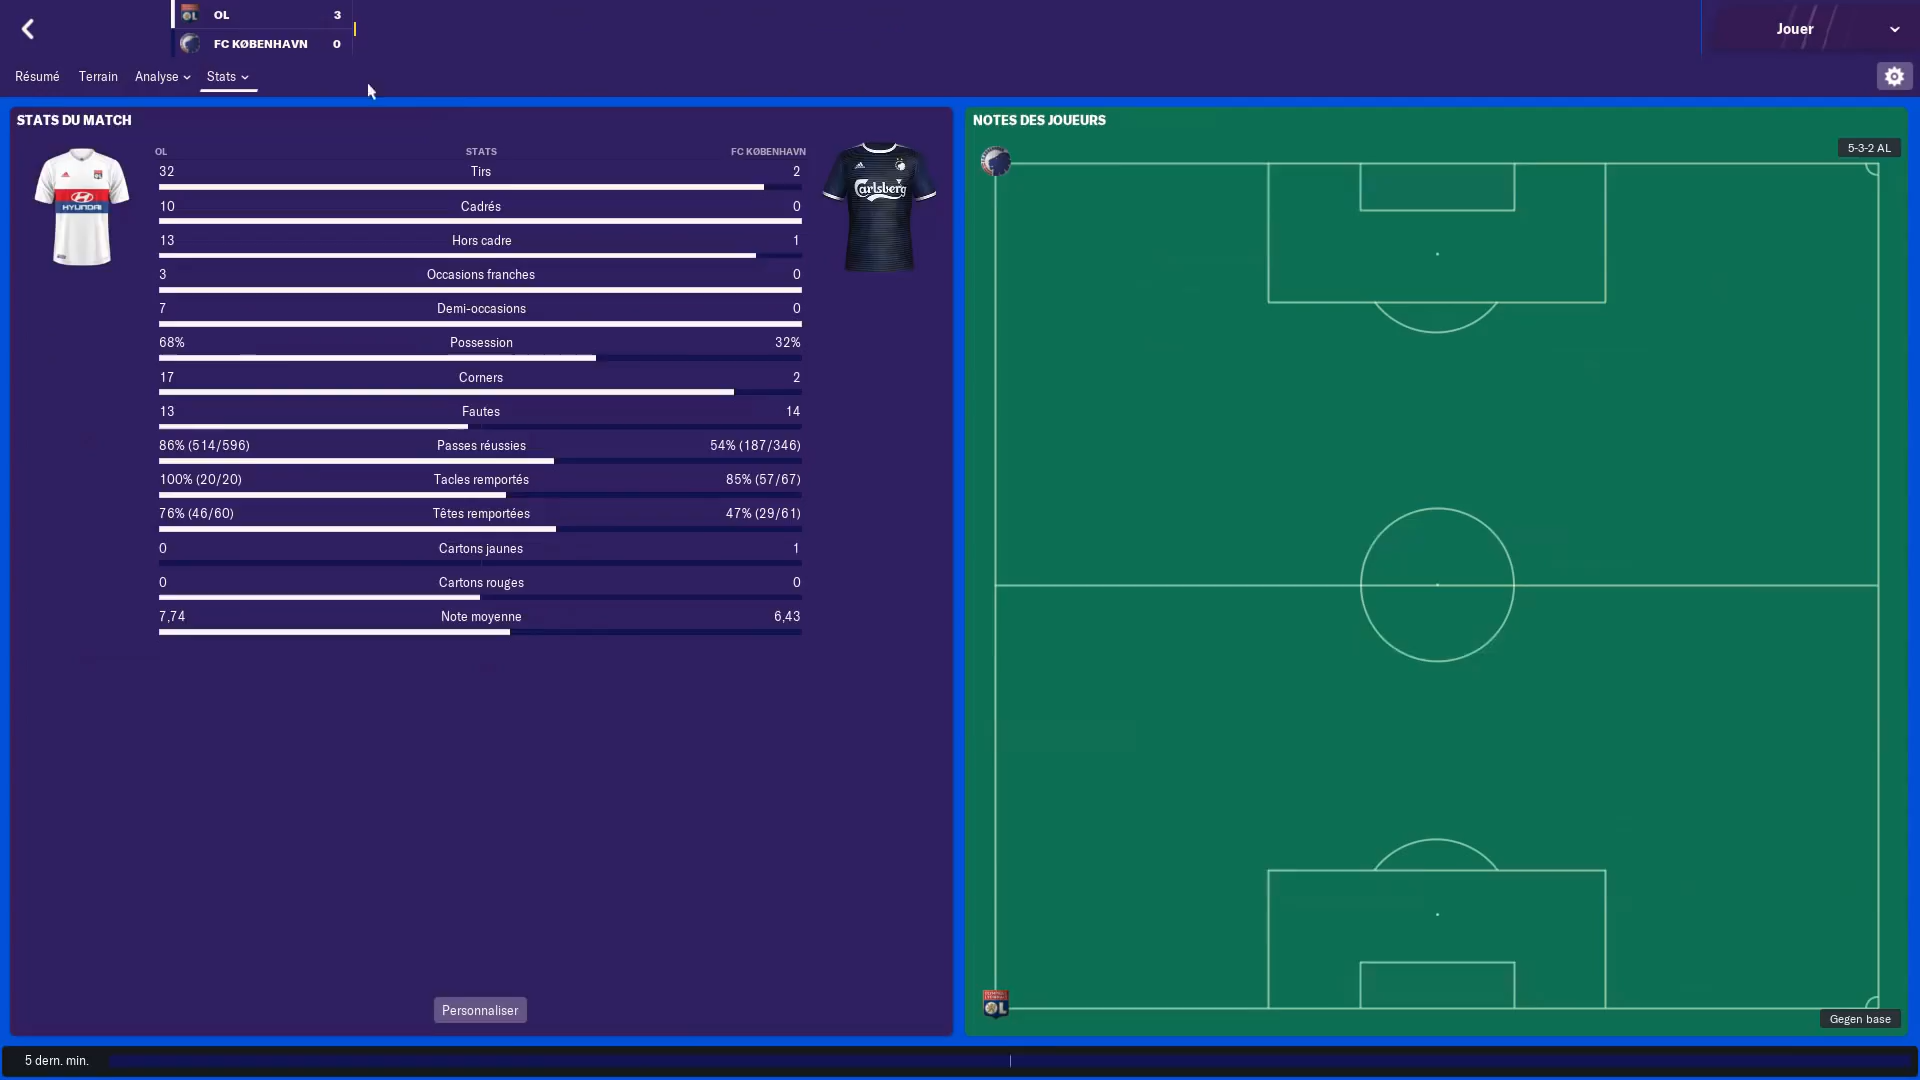 OL 3
FC KØBENHAVN 0
Jouer
Résumé Terrain Analyse Stats
STATS DU MATCH
OL STATS FC KØBENHAVN
32 Tirs 2
10 Cadrés 0
13 Hors cadre 1
3 Occasions franches 0
7 Demi-occasions 0
68% Possession 32%
17 Corners 2
13 Fautes 14
86% (514/596) Passes réussies 54% (187/346)
100% (20/20) Tacles remportés 85% (57/67)
76% (46/60) Têtes remportées 47% (29/61)
0 Cartons jaunes 1
0 Cartons rouges 0
7,74 Note moyenne 6,43
HYUNDAI
Carlsberg
Personnaliser
NOTES DES JOUEURS
5-3-2 AL
OL
Gegen base
5 dern. min.